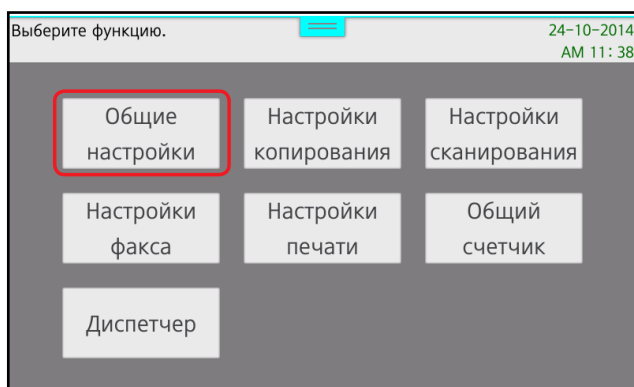 Выберите функцию.
24-10-2014
AM 11:38
Общие
настройки
Настройки
копирования
Настройки
сканирования
Настройки
факса
Настройки
печати
Общий
счетчик
Диспетчер